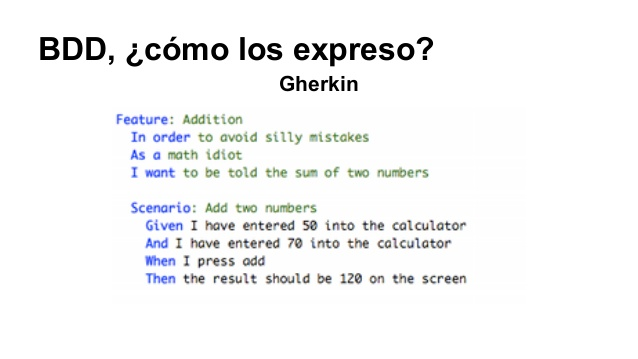 BDD, ¿cómo los expreso?
Gherkin
Feature: Addition
In order to avoid silly mistakes
As a math idiot
I want to be told the sum of two numbers
Scenario: Add two numbers
Given I have entered 50 into the calculator
And I have entered 70 into the calculator
When I press add
Then the result should be 120 on the screen